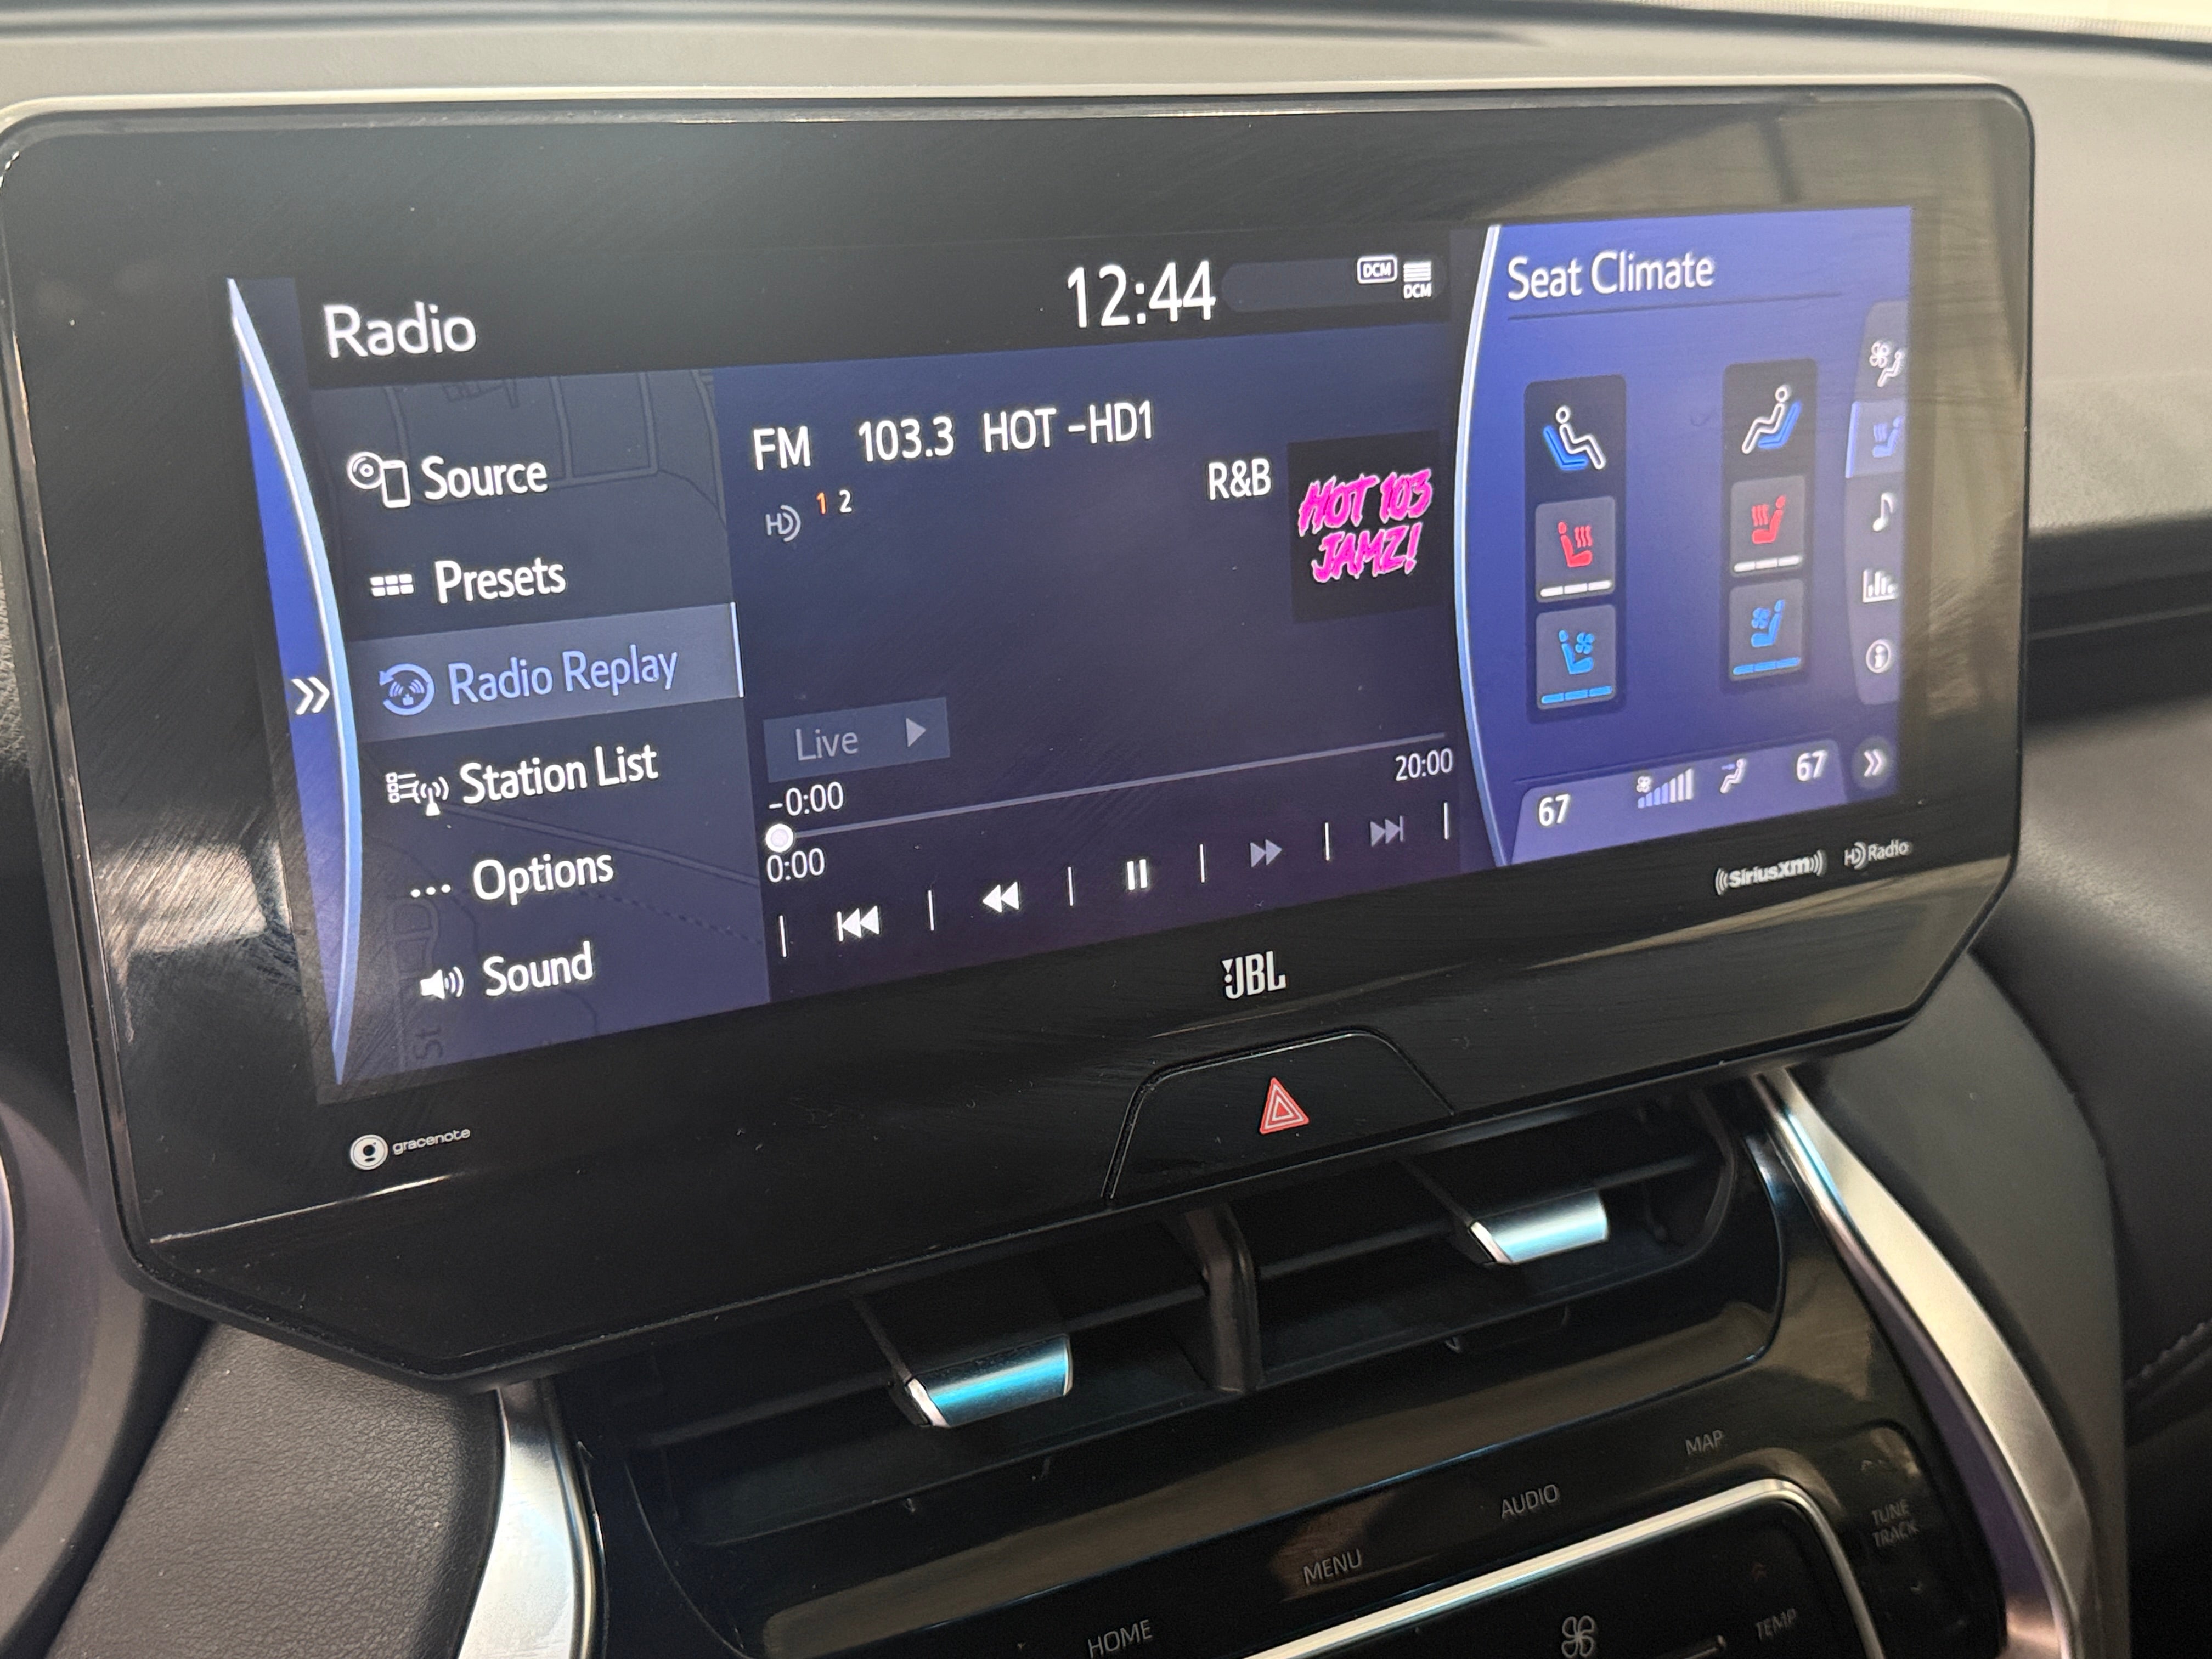 Radio
12:44
DCM
DCM
Source
Presets
Radio Replay
Station List
Options
Sound
FM 103.3 HOT -HD1
HD 1 2
R&B
HOT 103
JAMZ!
Live
-0:00
20:00
0:00
Seat Climate
67
67
St
JBL
SiriusXM
HD Radio
gracenote
MAP
AUDIO
MENU
HOME
TUNE
TRACK
TEMP